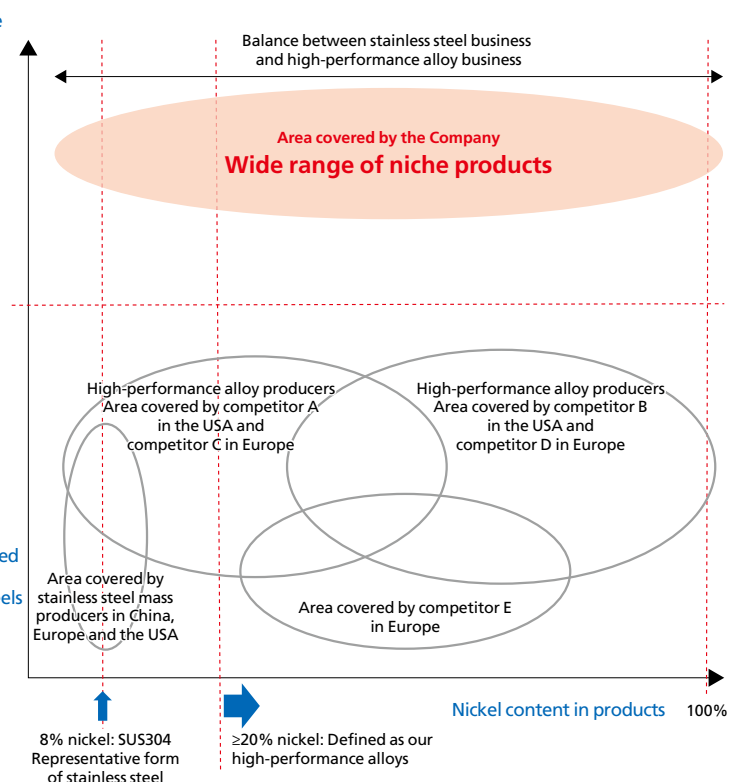 Balance between stainless steel business
and high-performance alloy business
Area covered by the Company
Wide range of niche products
High-performance alloy producers
Area covered by competitor A
in the USA and
competitor C in Europe
High-performance alloy producers
Area covered by competitor B
in the USA and
competitor D in Europe
Area covered by
stainless steel mass
producers in China,
Europe and the USA
Area covered by competitor E
in Europe
Nickel content in products
100%
8% nickel: SUS304
Representative form
of stainless steel
≥20% nickel: Defined as our
high-performance alloys